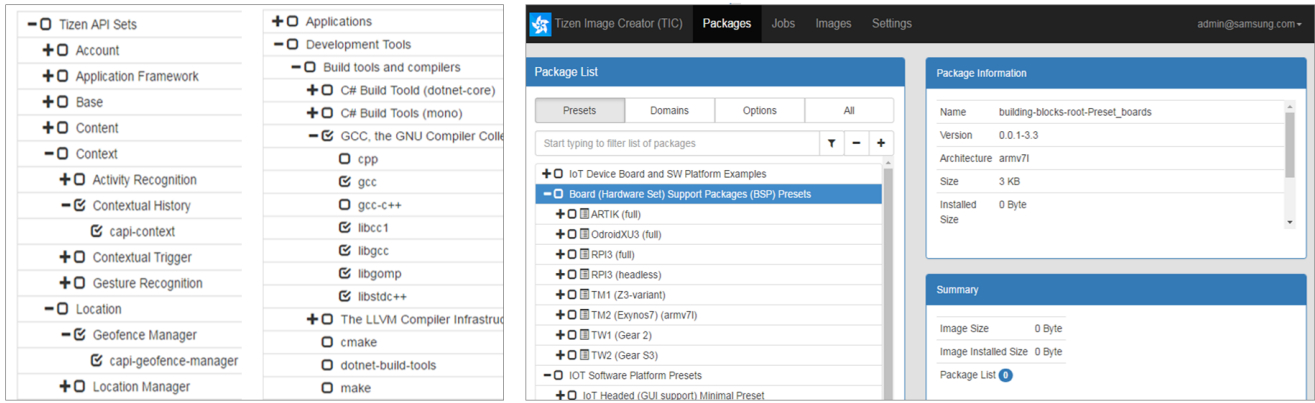 Tizen API Sets
Account
Application Framework
Base
Content
Context
Activity Recognition
Contextual History
capi-context
Contextual Trigger
Gesture Recognition
Location
Geofence Manager
capi-geofence-manager
Location Manager
Applications
Development Tools
Build tools and compilers
C# Build Toold (dotnet-core)
C# Build Tools (mono)
GCC, the GNU Compiler Colle
cpp
gcc
gcc-c++
libcc1
libgcc
libgomp
libstdc++
The LLVM Compiler Infrastruc
cmake
dotnet-build-tools
make
Tizen Image Creator (TIC) Packages Jobs Images Settings admin@samsung.com
Package List
Presets Domains Options All
Start typing to filter list of packages
IoT Device Board and SW Platform Examples
Board (Hardware Set) Support Packages (BSP) Presets
ARTIK (full)
OdroidXU3 (full)
RPI3 (full)
RPI3 (headless)
TM1 (Z3-variant)
TM2 (Exynos7) (armv7l)
TW1 (Gear 2)
TW2 (Gear S3)
IOT Software Platform Presets
IoT Headed (GUI support) Minimal Preset
Package Information
Name building-blocks-root-Preset_boards
Version 0.0.1-3.3
Architecture armv7l
Size 3 KB
Installed Size 0 Byte
Summary
Image Size 0 Byte
Image Installed Size 0 Byte
Package List 0